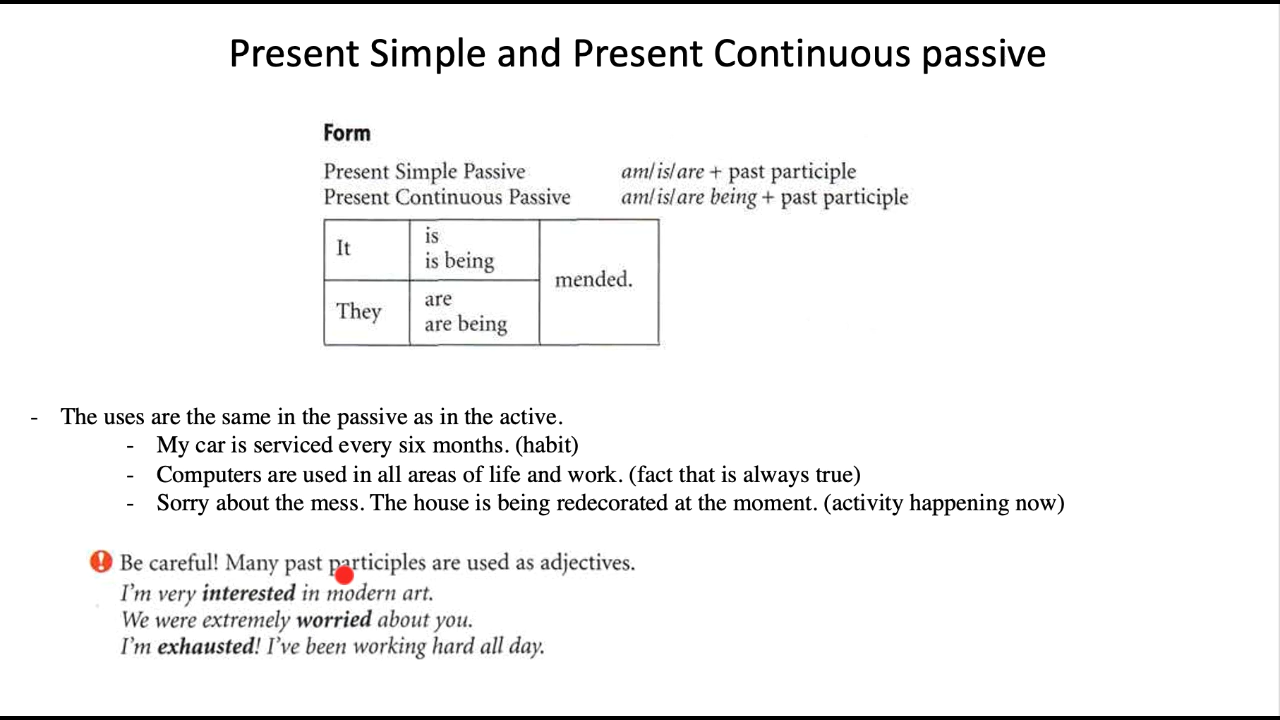 Present Simple and Present Continuous passive
Form
Present Simple Passive am/is/are + past participle
Present Continuous Passive am/is/are being + past participle
It
is
is being
mended.
They
are
are being
- The uses are the same in the passive as in the active.
- My car is serviced every six months. (habit)
- Computers are used in all areas of life and work. (fact that is always true)
- Sorry about the mess. The house is being redecorated at the moment. (activity happening now)
! Be careful! Many past participles are used as adjectives.
I'm very interested in modern art.
We were extremely worried about you.
I'm exhausted! I've been working hard all day.